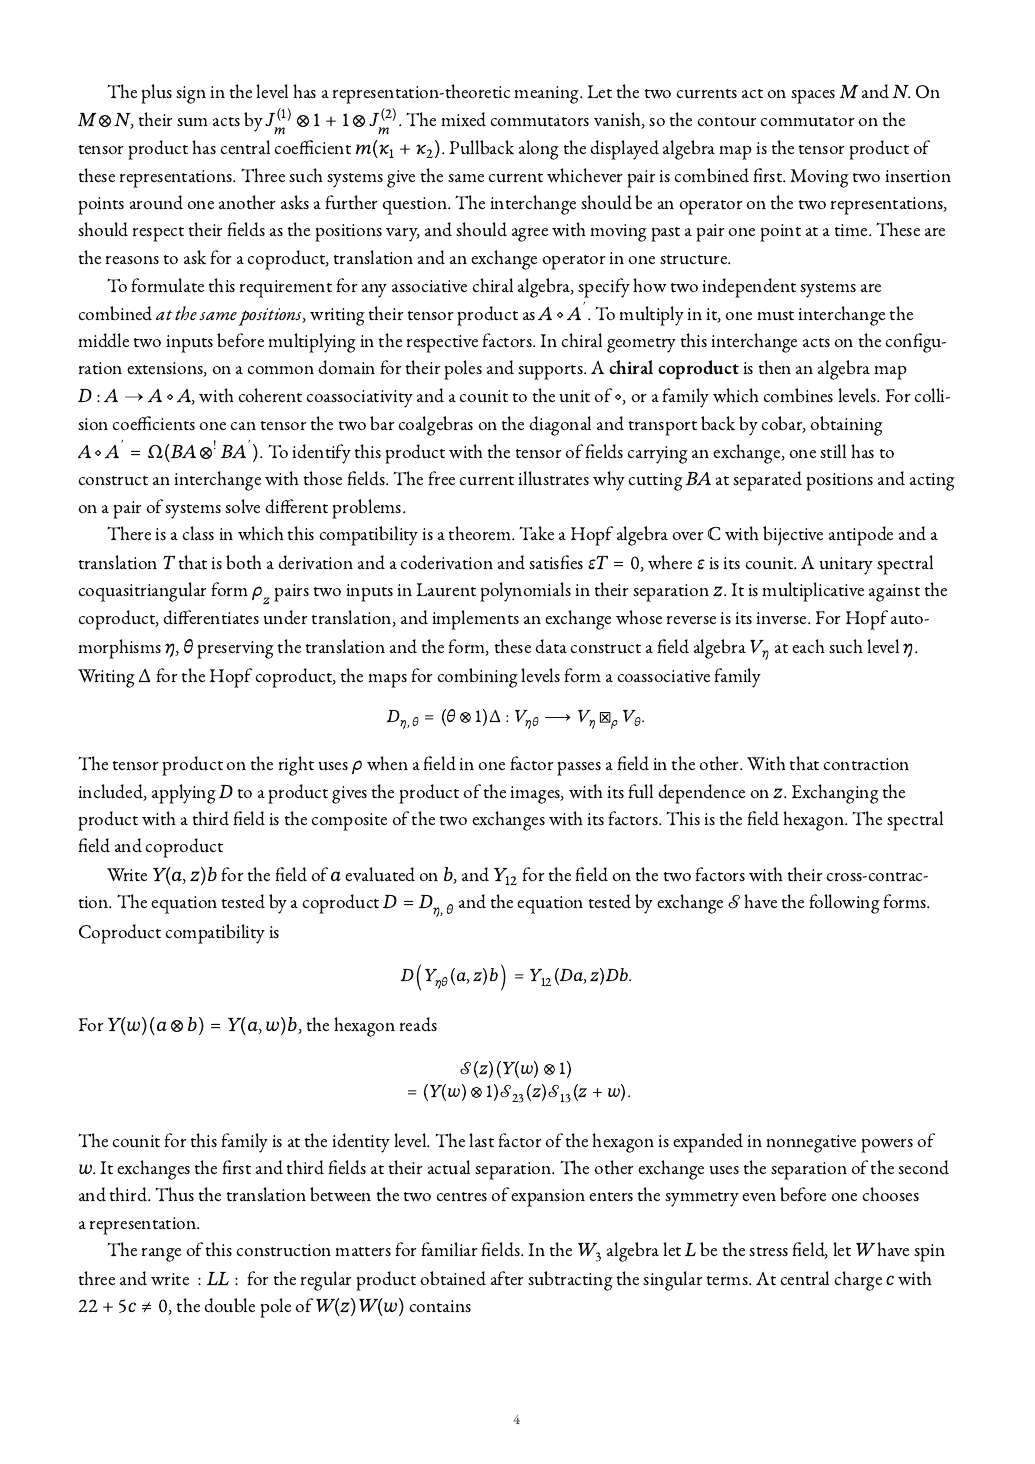 The plus sign in the level has a representation-theoretic meaning. Let the two currents act on spaces M and N. On
M ⊗ N, their sum acts by J_m^{(1)} ⊗ 1 + 1 ⊗ J_m^{(2)}. The mixed commutators vanish, so the contour commutator on the
tensor product has central coefficient m(κ₁ + κ₂). Pullback along the displayed algebra map is the tensor product of
these representations. Three such systems give the same current whichever pair is combined first. Moving two insertion
points around one another asks a further question. The interchange should be an operator on the two representations,
should respect their fields as the positions vary, and should agree with moving past a pair one point at a time. These are
the reasons to ask for a coproduct, translation and an exchange operator in one structure.
To formulate this requirement for any associative chiral algebra, specify how two independent systems are
combined at the same positions, writing their tensor product as A ⋄ A′. To multiply in it, one must interchange the
middle two inputs before multiplying in the respective factors. In chiral geometry this interchange acts on the configu-
ration extensions, on a common domain for their poles and supports. A chiral coproduct is then an algebra map
D : A → A ⋄ A, with coherent coassociativity and a counit to the unit of ⋄, or a family which combines levels. For colli-
sion coefficients one can tensor the two bar coalgebras on the diagonal and transport back by cobar, obtaining
A ⋄ A′ = Ω(BA ⊗^! BA′). To identify this product with the tensor of fields carrying an exchange, one still has to
construct an interchange with those fields. The free current illustrates why cutting BA at separated positions and acting
on a pair of systems solve different problems.
There is a class in which this compatibility is a theorem. Take a Hopf algebra over ℂ with bijective antipode and a
translation T that is both a derivation and a coderivation and satisfies εT = 0, where ε is its counit. A unitary spectral
coquasitriangular form ρ_z pairs two inputs in Laurent polynomials in their separation z. It is multiplicative against the
coproduct, differentiates under translation, and implements an exchange whose reverse is its inverse. For Hopf auto-
morphisms η, θ preserving the translation and the form, these data construct a field algebra V_η at each such level η.
Writing Δ for the Hopf coproduct, the maps for combining levels form a coassociative family
D_{η,θ} = (θ ⊗ 1)Δ : V_{ηθ} ⟶ V_η ⊠_ρ V_θ.
The tensor product on the right uses ρ when a field in one factor passes a field in the other. With that contraction
included, applying D to a product gives the product of the images, with its full dependence on z. Exchanging the
product with a third field is the composite of the two exchanges with its factors. This is the field hexagon. The spectral
field and coproduct
Write Y(a, z)b for the field of a evaluated on b, and Y₁₂ for the field on the two factors with their cross-contrac-
tion. The equation tested by a coproduct D = D_{η,θ} and the equation tested by exchange 𝒮 have the following forms.
Coproduct compatibility is
D(Y_{ηθ}(a, z)b) = Y₁₂(Da, z)Db.
For Y(w)(a ⊗ b) = Y(a, w)b, the hexagon reads
𝒮(z)(Y(w) ⊗ 1)
= (Y(w) ⊗ 1)𝒮₂₃(z)𝒮₁₃(z + w).
The counit for this family is at the identity level. The last factor of the hexagon is expanded in nonnegative powers of
w. It exchanges the first and third fields at their actual separation. The other exchange uses the separation of the second
and third. Thus the translation between the two centres of expansion enters the symmetry even before one chooses
a representation.
The range of this construction matters for familiar fields. In the W₃ algebra let L be the stress field, let W have spin
three and write : LL : for the regular product obtained after subtracting the singular terms. At central charge c with
22 + 5c ≠ 0, the double pole of W(z)W(w) contains
4